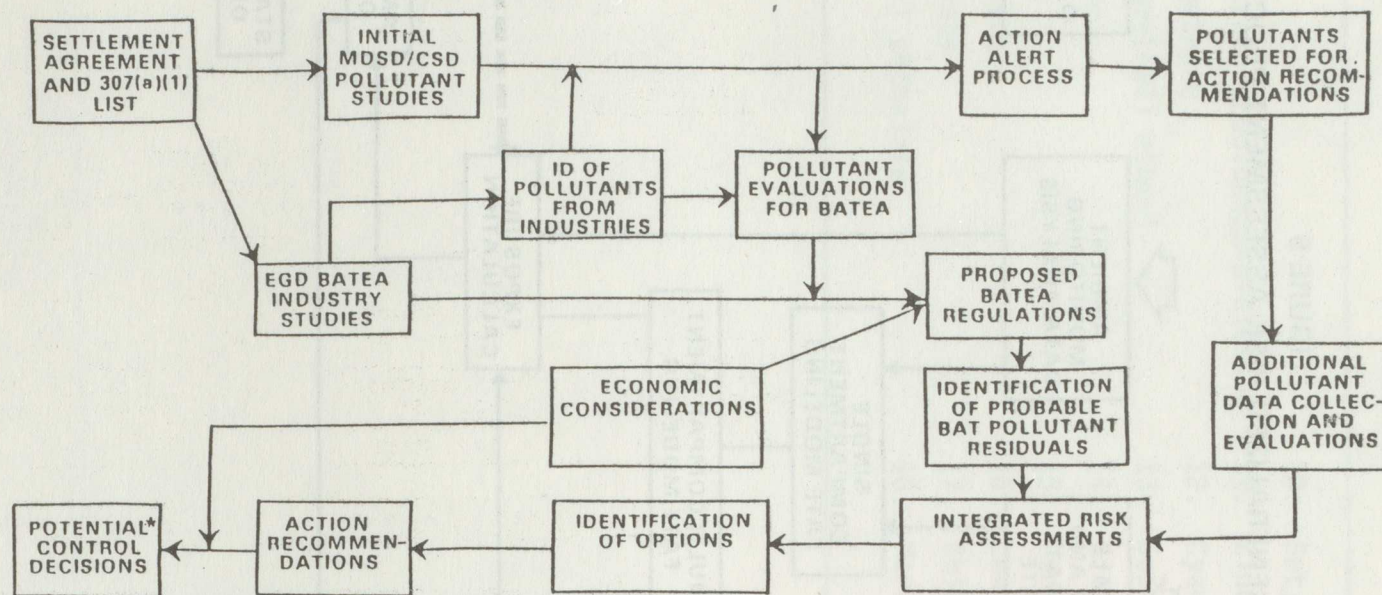 SETTLEMENT
AGREEMENT
AND 307(a)(1)
LIST
INITIAL
MDSD/CSD
POLLUTANT
STUDIES
ACTION
ALERT
PROCESS
POLLUTANTS
SELECTED FOR.
ACTION RECOM-
MENDATIONS
ID OF
POLLUTANTS
FROM
INDUSTRIES
POLLUTANT
EVALUATIONS
FOR BATEA
EGD BATEA
INDUSTRY
STUDIES
PROPOSED
BATEA
REGULATIONS
ECONOMIC
CONSIDERATIONS
IDENTIFICATION
OF PROBABLE
BAT POLLUTANT
RESIDUALS
ADDITIONAL
POLLUTANT
DATA COLLEC-
TION AND
EVALUATIONS
POTENTIAL*
CONTROL
DECISIONS
ACTION
RECOMMEN-
DATIONS
IDENTIFICATION
OF OPTIONS
INTEGRATED RISK
ASSESSMENTS